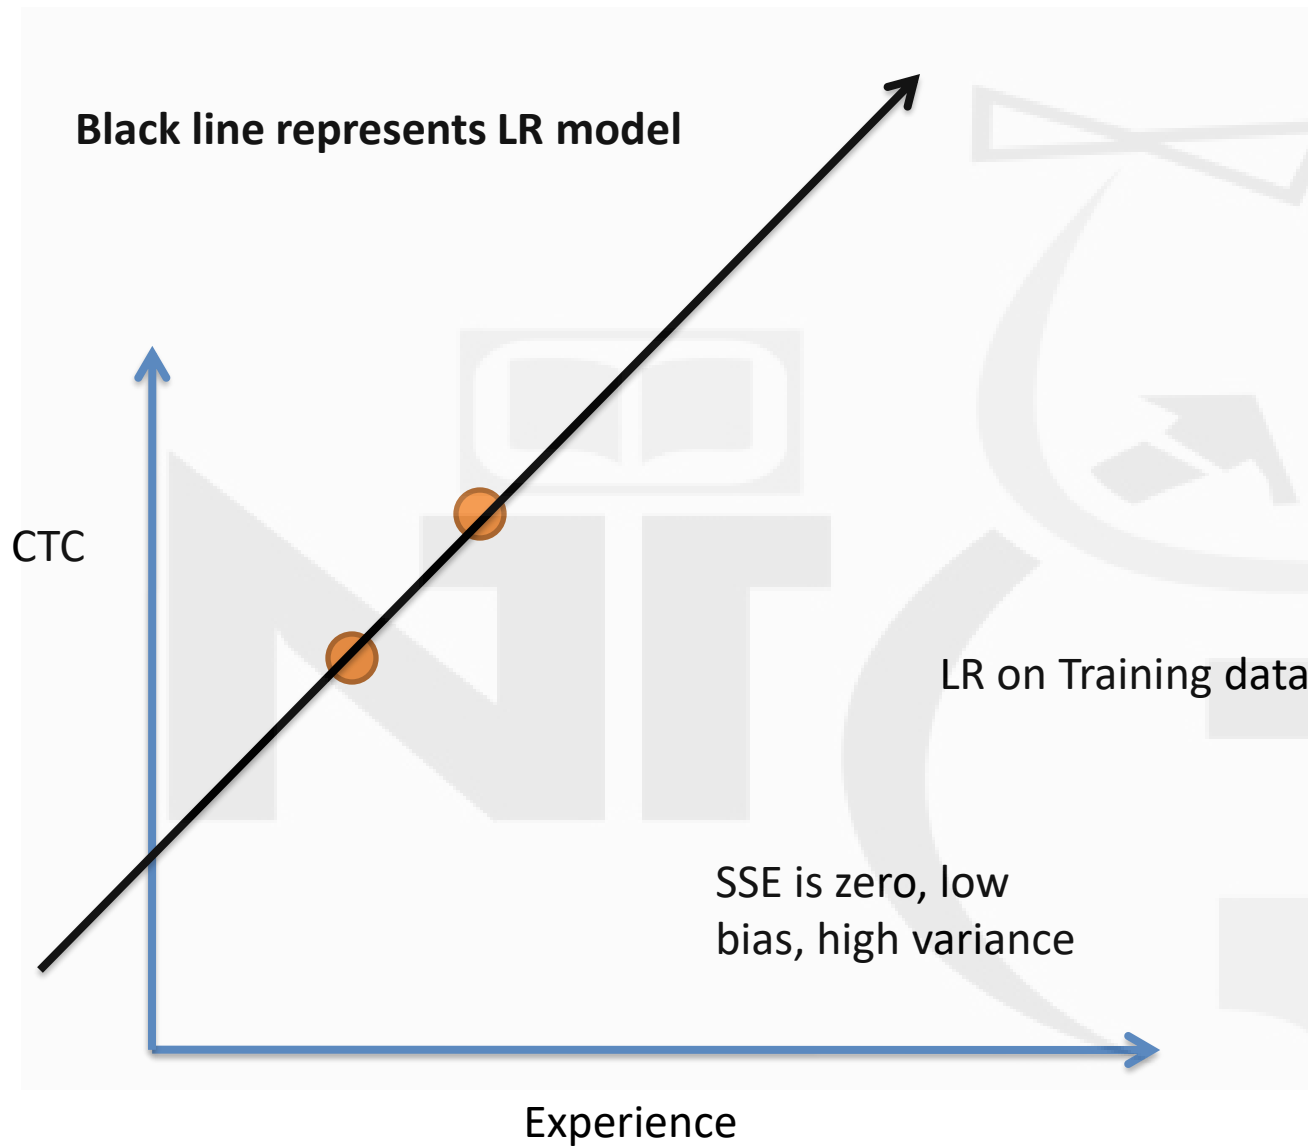 Black line represents LR model
CTC
LR on Training data
SSE is zero, low
bias, high variance
Experience